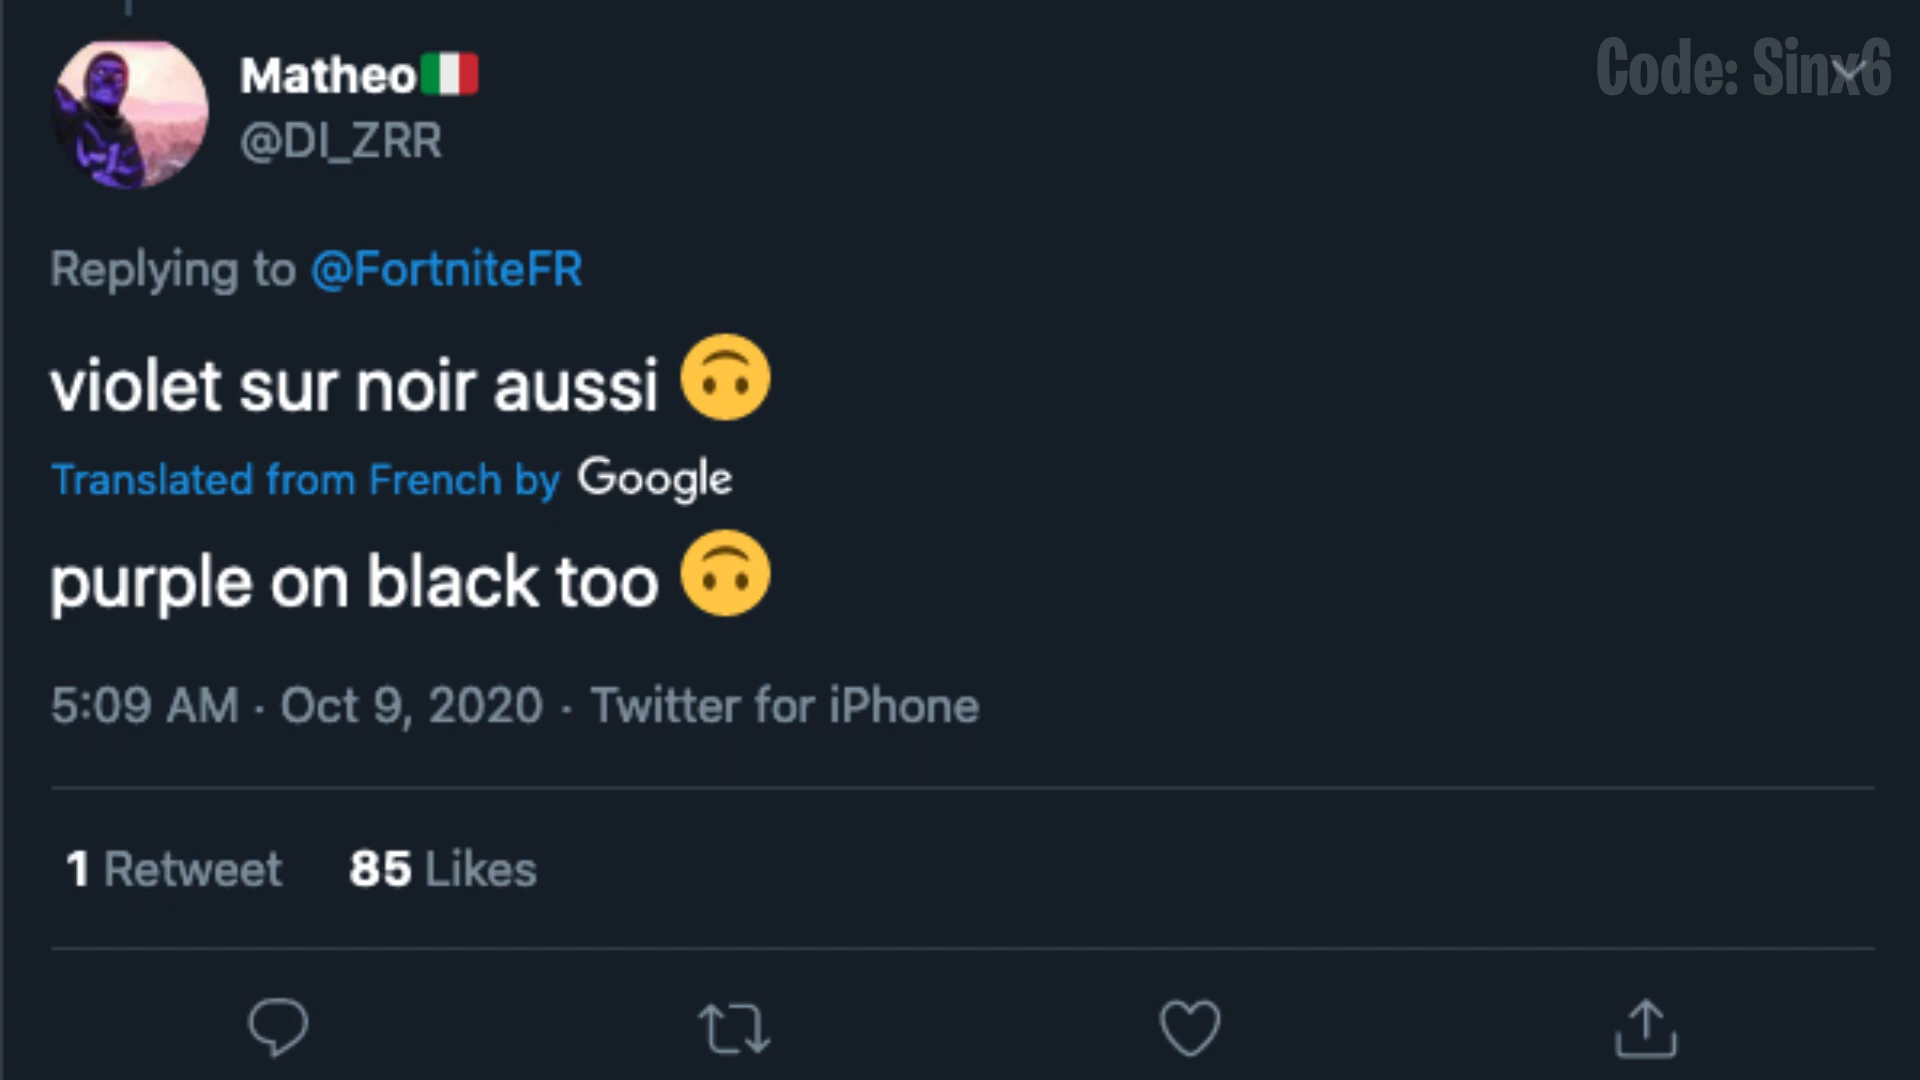 Code: Sinx6
Matheo🇮🇹
@DI_ZRR
Replying to @FortniteFR
violet sur noir aussi 🙃
Translated from French by Google
purple on black too 🙃
5:09 AM · Oct 9, 2020 · Twitter for iPhone
1 Retweet 85 Likes